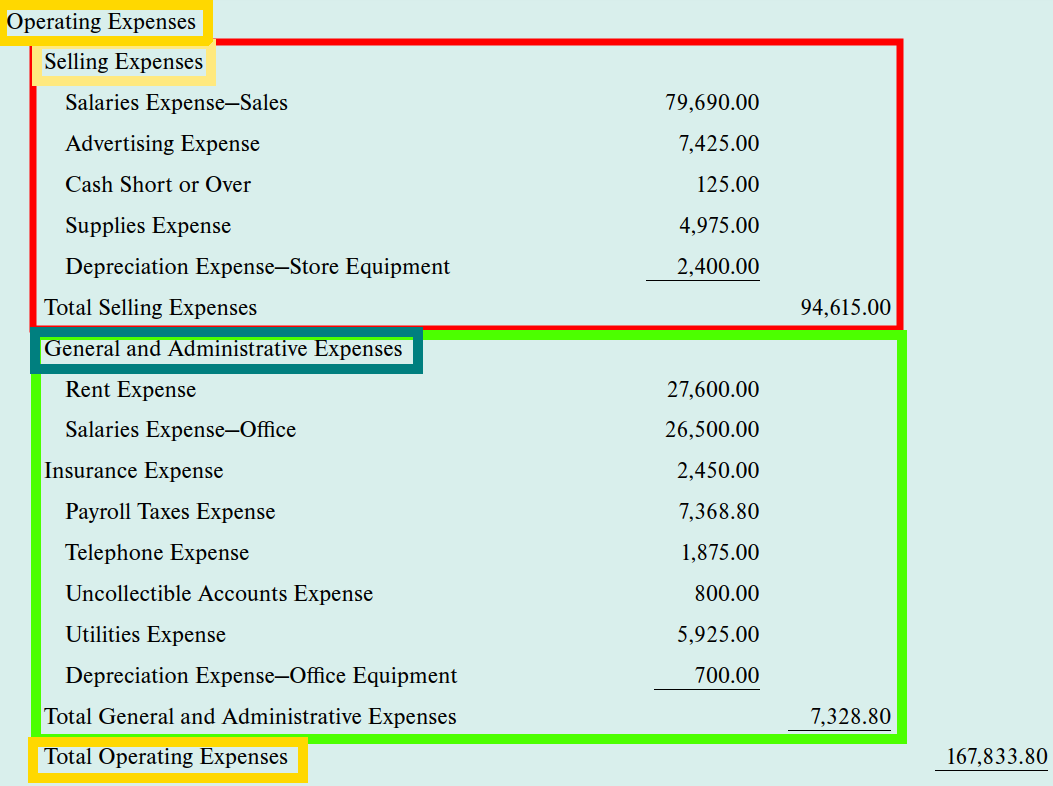 Operating Expenses
Selling Expenses
Salaries Expense—Sales 79,690.00
Advertising Expense 7,425.00
Cash Short or Over 125.00
Supplies Expense 4,975.00
Depreciation Expense—Store Equipment 2,400.00
Total Selling Expenses 94,615.00
General and Administrative Expenses
Rent Expense 27,600.00
Salaries Expense—Office 26,500.00
Insurance Expense 2,450.00
Payroll Taxes Expense 7,368.80
Telephone Expense 1,875.00
Uncollectible Accounts Expense 800.00
Utilities Expense 5,925.00
Depreciation Expense—Office Equipment 700.00
Total General and Administrative Expenses 7,328.80
Total Operating Expenses 167,833.80